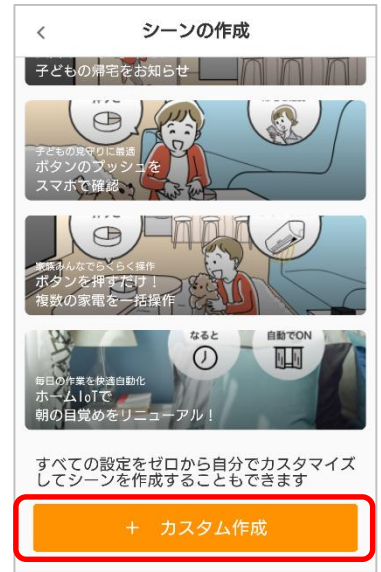 シーンの作成
子どもの帰宅をお知らせ
子どもの見守りに最適
ボタンのプッシュを
スマホで確認
家族みんなでらくらく操作
ボタンを押すだけ！
複数の家電を一括操作
なると
自動でON
毎日の作業を快適自動化
ホームIoTで
朝の目覚めをリニューアル！
すべての設定をゼロから自分でカスタマイズ
してシーンを作成することもできます
+ カスタム作成